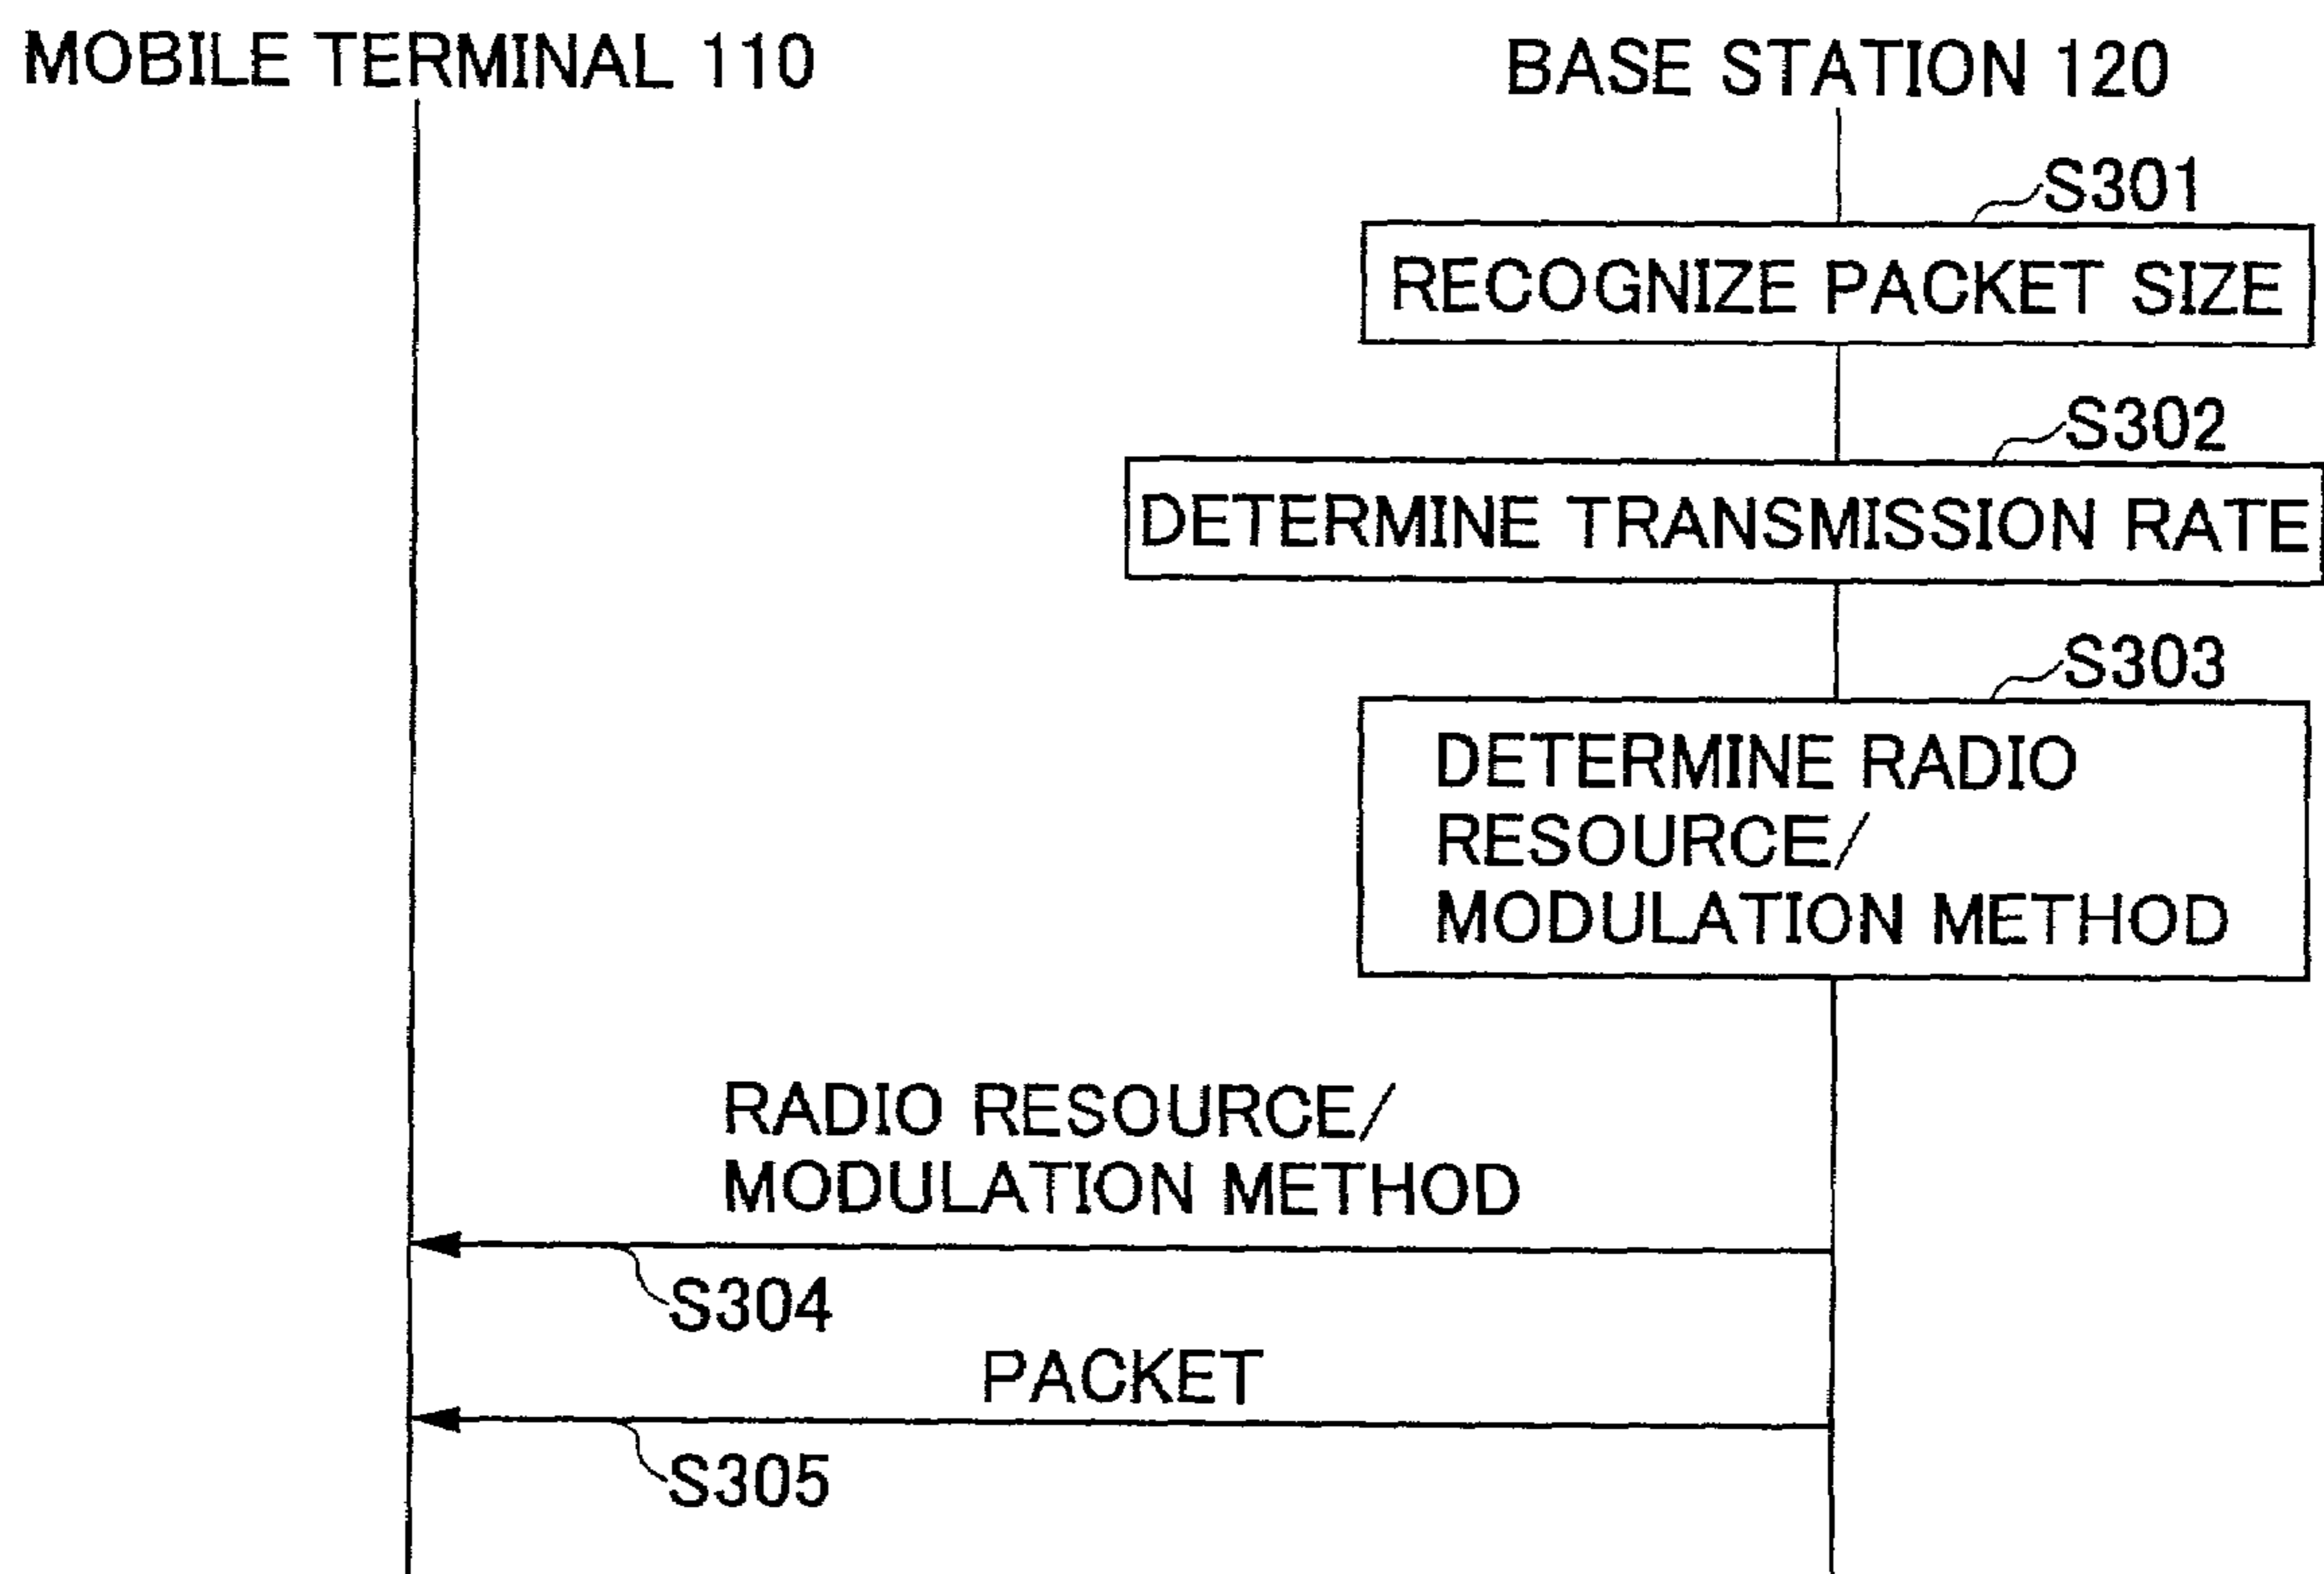 MOBILE TERMINAL 110
BASE STATION 120
S301
RECOGNIZE PACKET SIZE
S302
DETERMINE TRANSMISSION RATE
S303
DETERMINE RADIO
RESOURCE/
MODULATION METHOD
RADIO RESOURCE/
MODULATION METHOD
S304
PACKET
S305